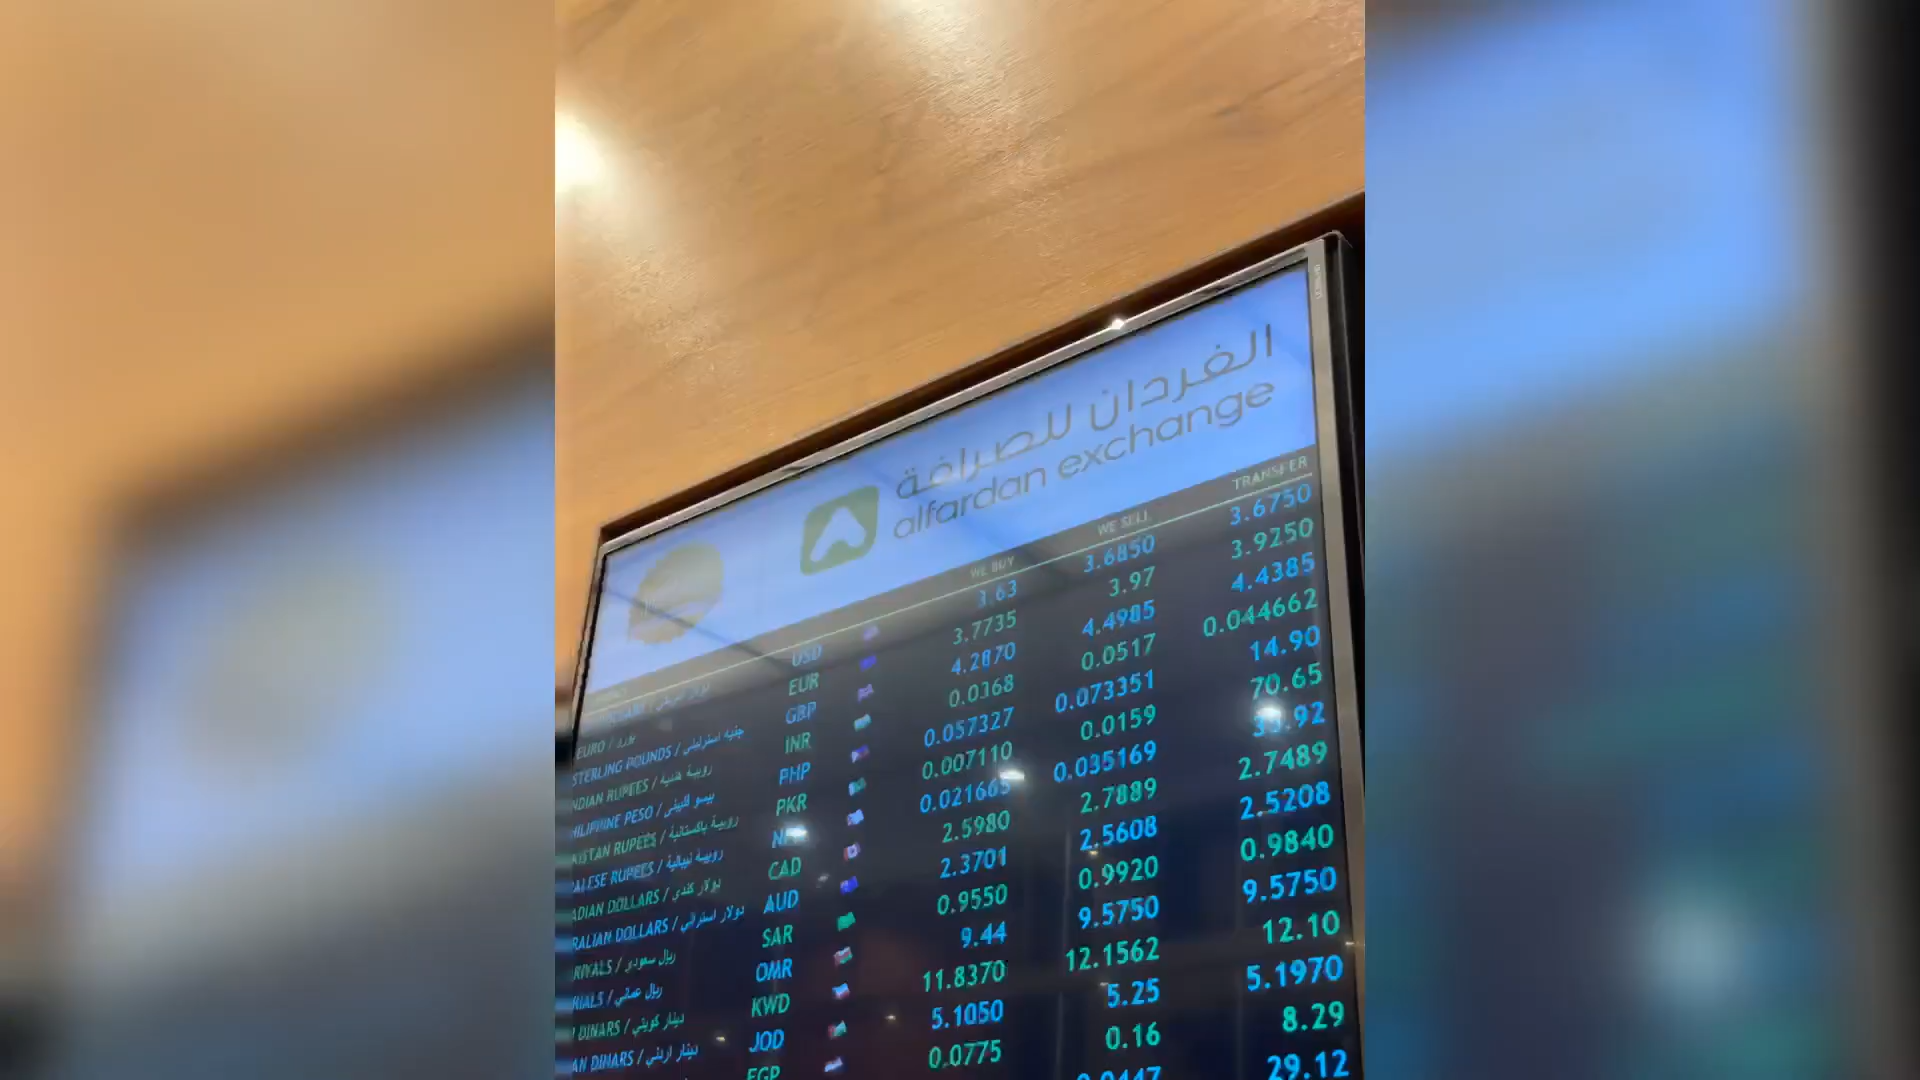 الفردان للصرافة
alfardan exchange
WE BUY WE SELL TRANSFER
USD 3.63 3.6850 3.6750
EURO / يورو EUR 3.7735 3.97 3.9250
STERLING POUNDS / جنيه استرليني GBP 4.2870 4.4985 4.4385
NDIAN RUPEES / روبية هندية INR 0.0368 0.0517 0.044662
HILIPPINE PESO / بيسو فلبيني PHP 0.057327 0.073351 14.90
ISTAN RUPEES / روبية باكستانية PKR 0.007110 0.0159 70.65
ALESE RUPEES / روبية نيبالية 0.021665 0.035169
ADIAN DOLLARS / دولار كندي CAD 2.5980 2.7889 2.7489
RALIAN DOLLARS / دولار استرالي AUD 2.3701 2.5608 2.5208
RIYALS / ريال سعودي SAR 0.9550 0.9920 0.9840
RIALS / ريال عماني OMR 9.44 9.5750 9.5750
DINARS / دينار كويتي KWD 11.8370 12.1562 12.10
AN DINARS / دينار اردني JOD 5.1050 5.25 5.1970
EGP 0.0775 0.16 8.29
29.12